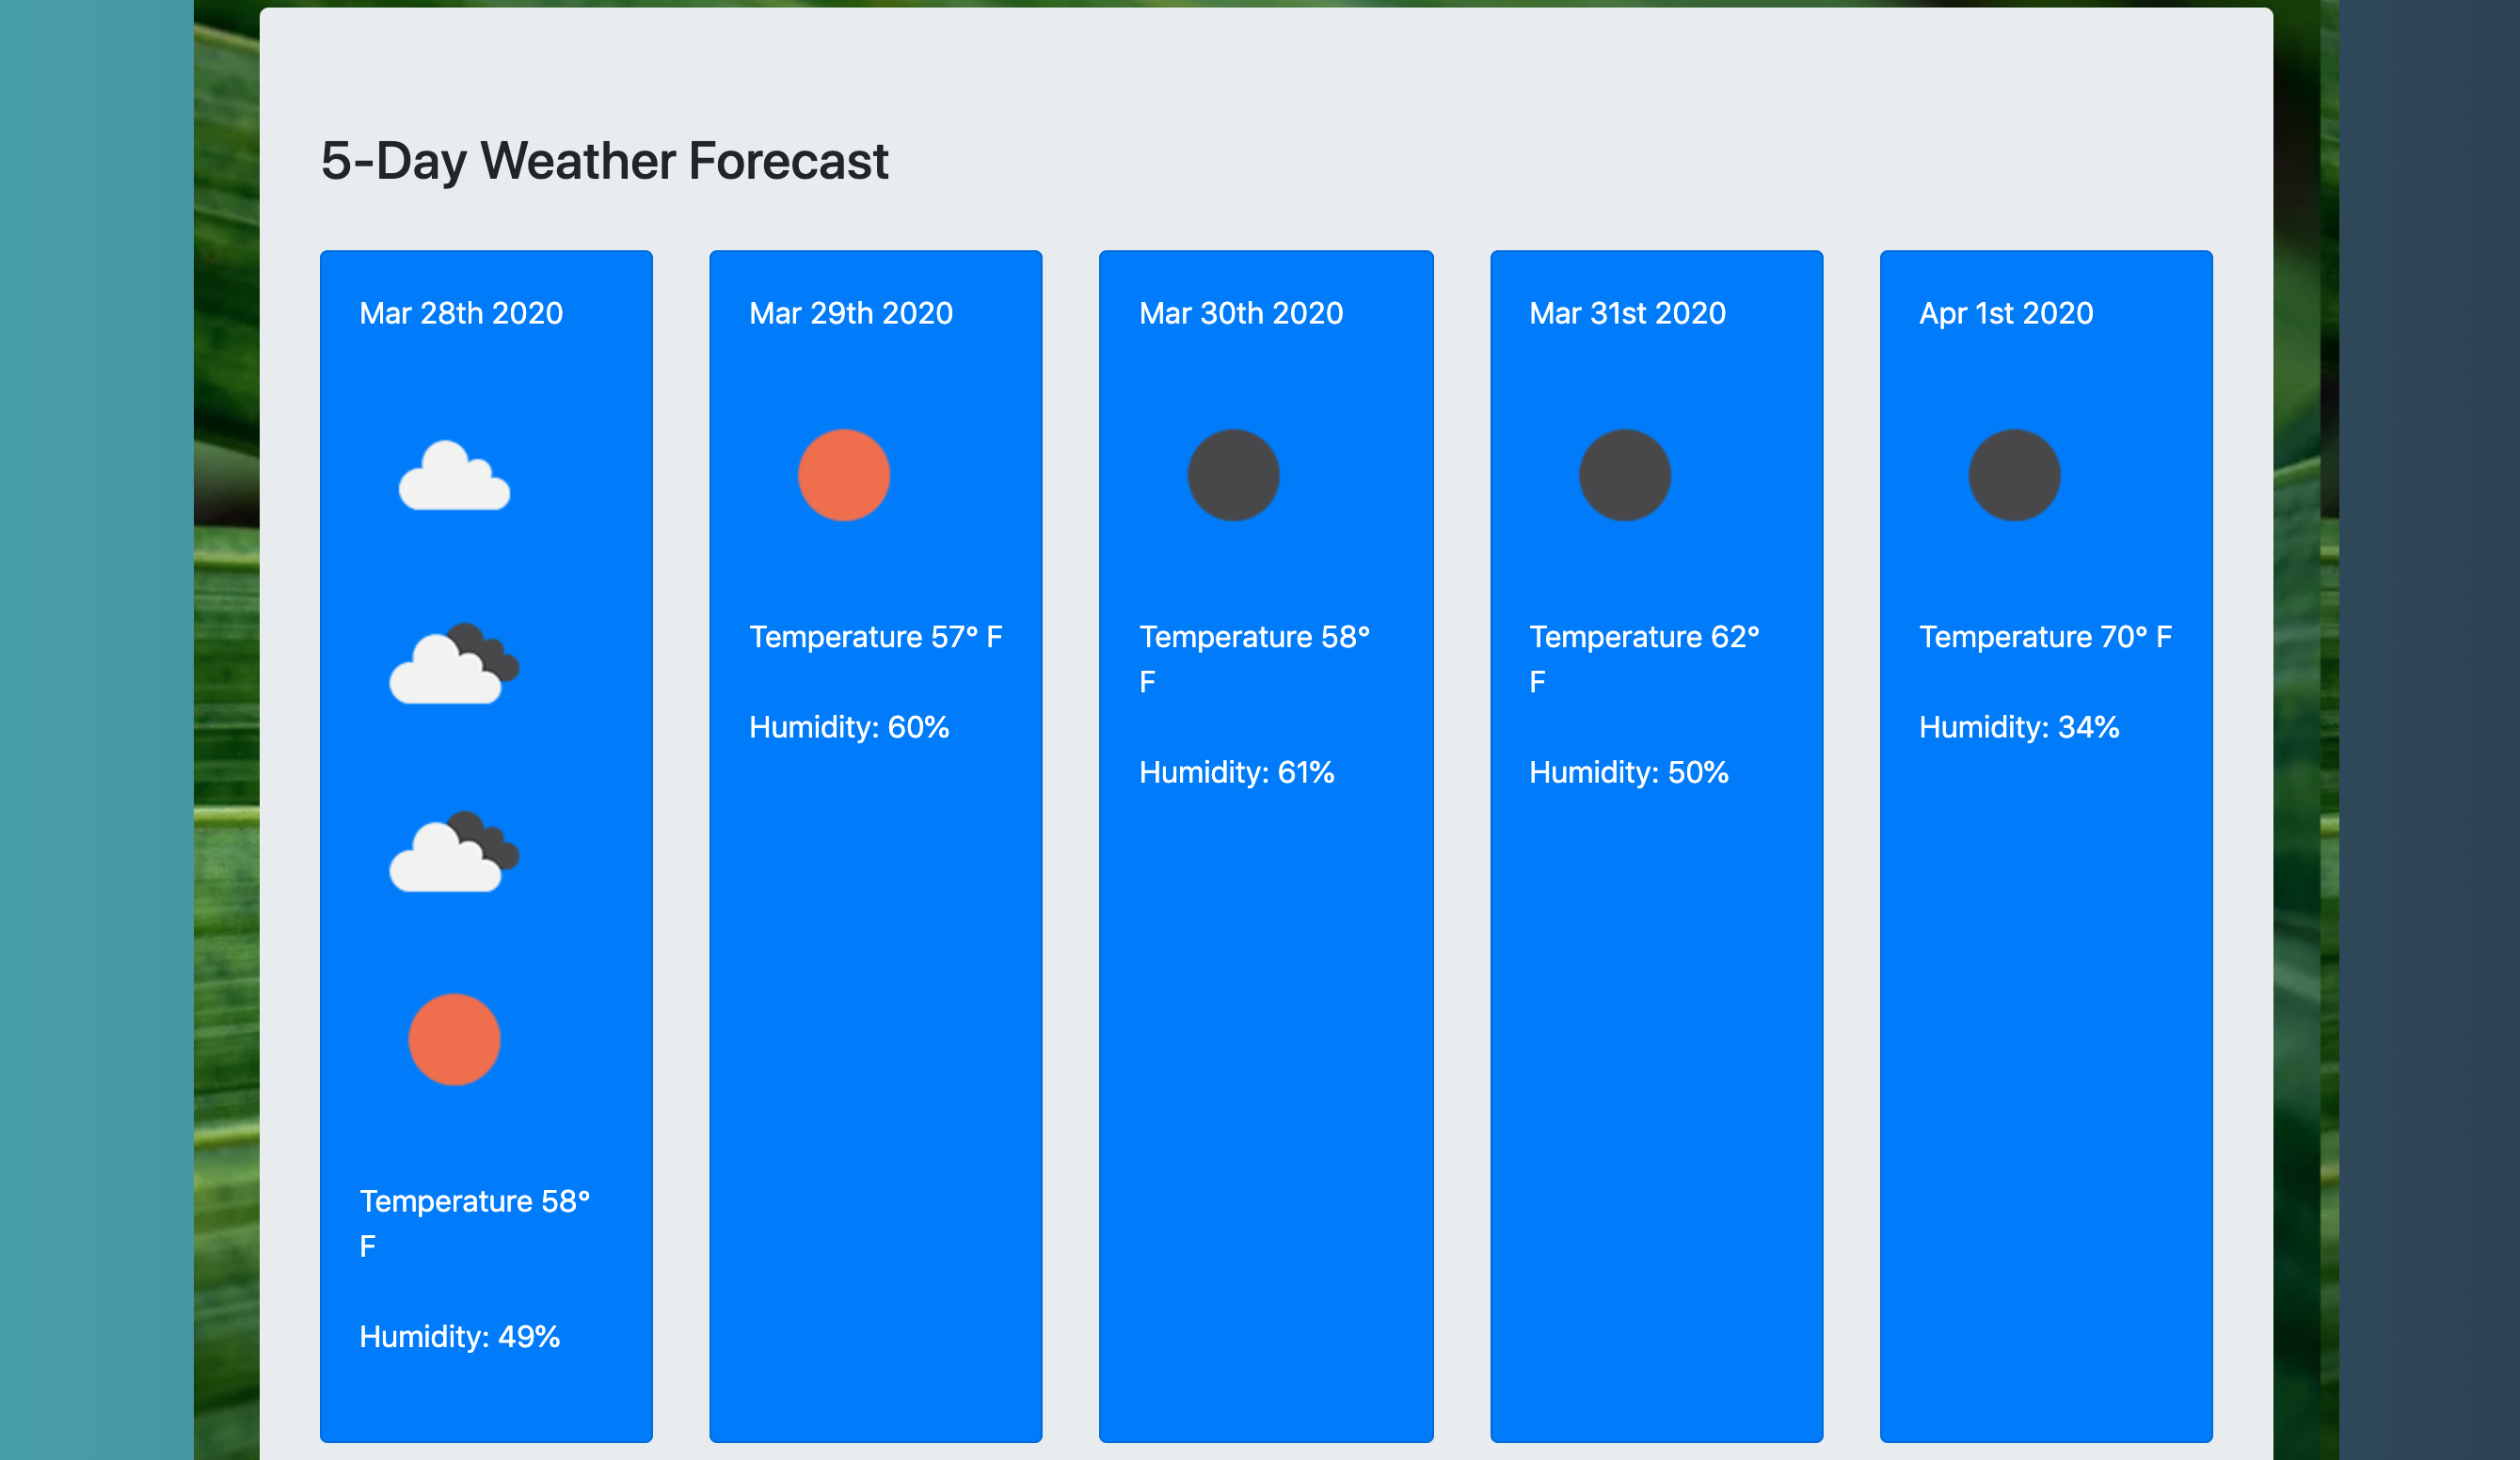 5-Day Weather Forecast
Mar 28th 2020
Temperature 58° F
Humidity: 49%
Mar 29th 2020
Temperature 57° F
Humidity: 60%
Mar 30th 2020
Temperature 58°
F
Humidity: 61%
Mar 31st 2020
Temperature 62°
F
Humidity: 50%
Apr 1st 2020
Temperature 70° F
Humidity: 34%